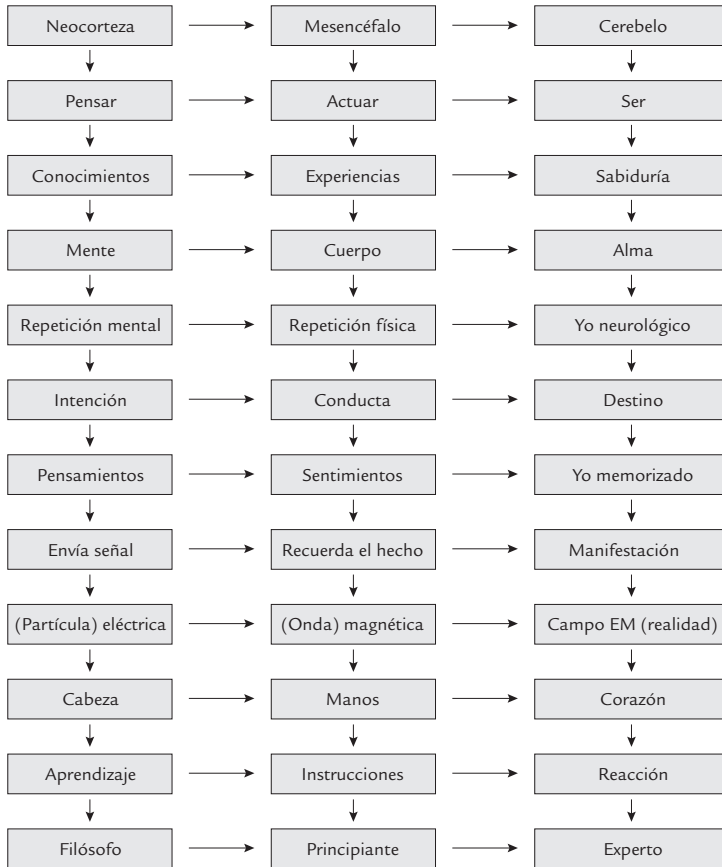 Neocorteza Mesencéfalo Cerebelo
Pensar Actuar Ser
Conocimientos Experiencias Sabiduría
Mente Cuerpo Alma
Repetición mental Repetición física Yo neurológico
Intención Conducta Destino
Pensamientos Sentimientos Yo memorizado
Envía señal Recuerda el hecho Manifestación
(Partícula) eléctrica (Onda) magnética Campo EM (realidad)
Cabeza Manos Corazón
Aprendizaje Instrucciones Reacción
Filósofo Principiante Experto